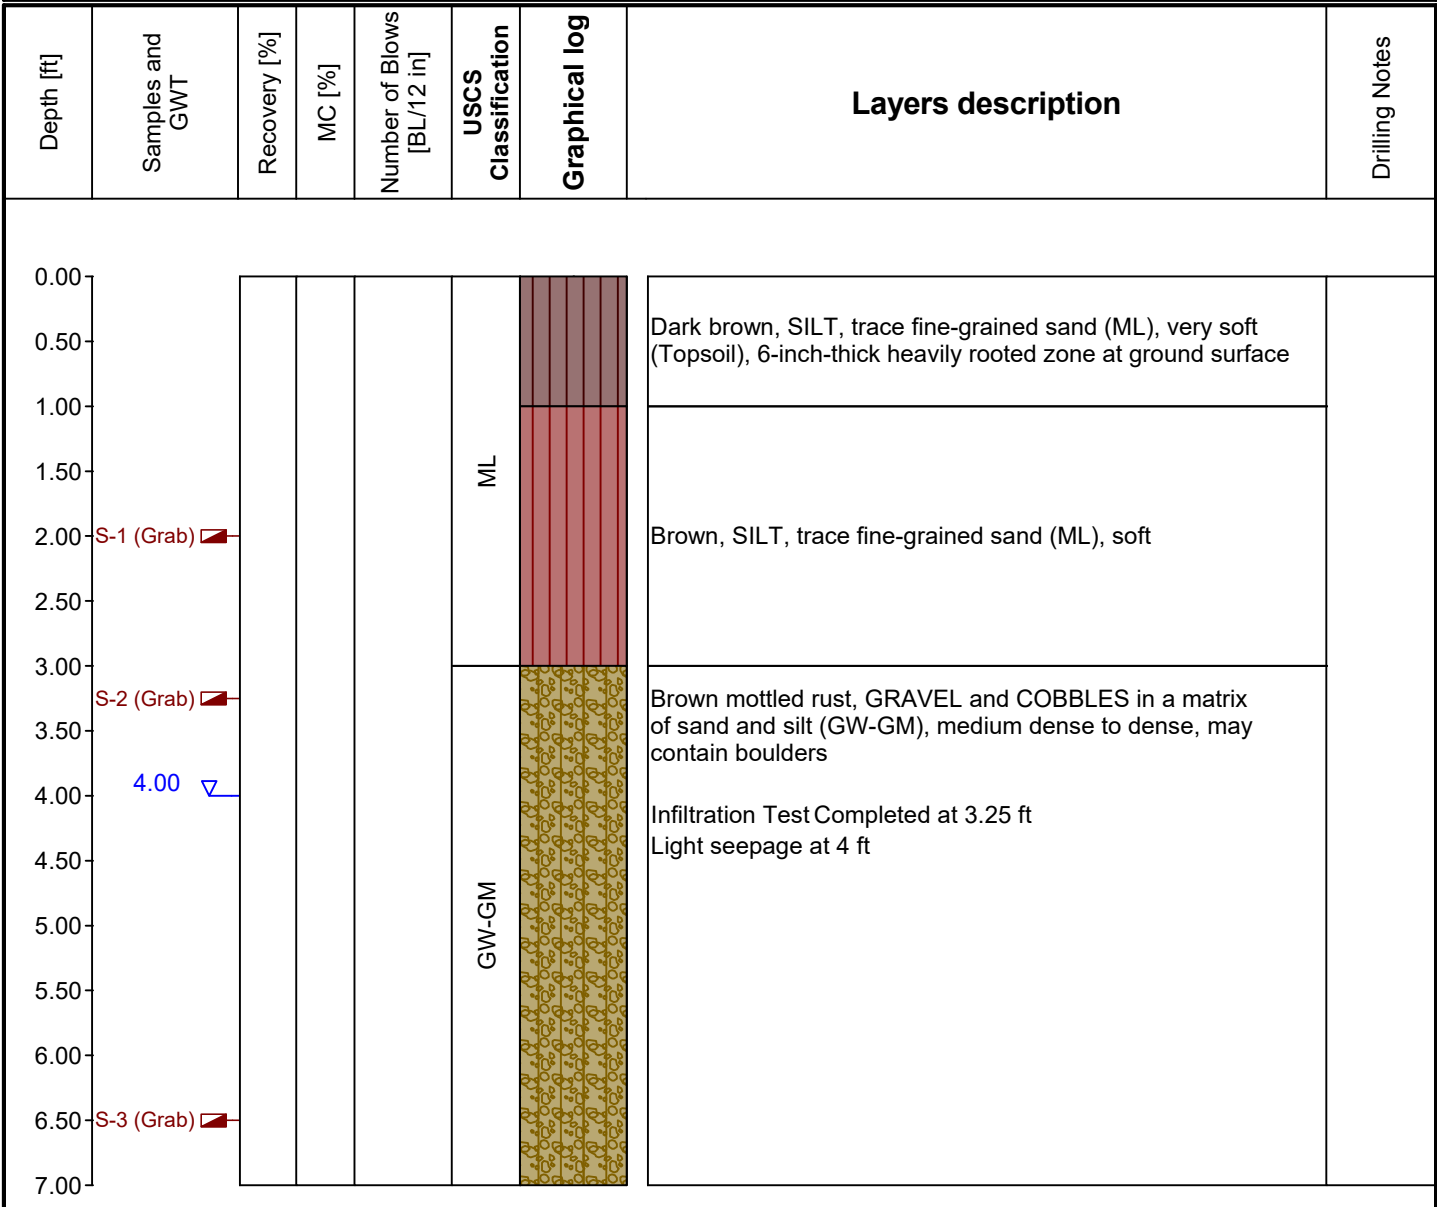 Depth [ft]
Samples and
GWT
Recovery [%]
MC [%]
Number of Blows
[BL/12 in]
USCS
Classification
Graphical log
Layers description
Drilling Notes
0.00
0.50
1.00
1.50
2.00
2.50
3.00
3.50
4.00
4.50
5.00
5.50
6.00
6.50
7.00
S-1 (Grab)
S-2 (Grab)
4.00
S-3 (Grab)
ML
GW-GM
Dark brown, SILT, trace fine-grained sand (ML), very soft
(Topsoil), 6-inch-thick heavily rooted zone at ground surface
Brown, SILT, trace fine-grained sand (ML), soft
Brown mottled rust, GRAVEL and COBBLES in a matrix
of sand and silt (GW-GM), medium dense to dense, may
contain boulders
Infiltration Test Completed at 3.25 ft
Light seepage at 4 ft